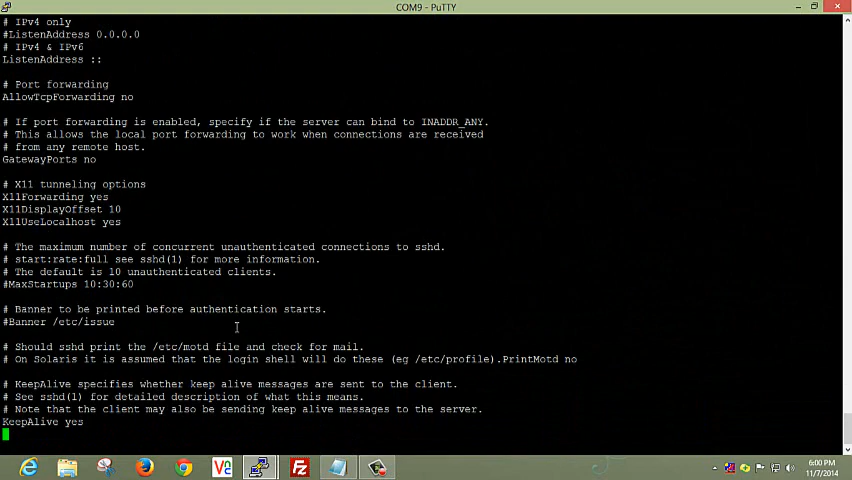 COM9 - PuTTY
# IPv4 only
#ListenAddress 0.0.0.0
# IPv4 & IPv6
ListenAddress ::
# Port forwarding
AllowTcpForwarding no
# If port forwarding is enabled, specify if the server can bind to INADDR_ANY.
# This allows the local port forwarding to work when connections are received
# from any remote host.
GatewayPorts no
# X11 tunneling options
X11Forwarding yes
X11DisplayOffset 10
X11UseLocalhost yes
# The maximum number of concurrent unauthenticated connections to sshd.
# start:rate:full see sshd(1) for more information.
# The default is 10 unauthenticated clients.
#MaxStartups 10:30:60
# Banner to be printed before authentication starts.
#Banner /etc/issue
# Should sshd print the /etc/motd file and check for mail.
# On Solaris it is assumed that the login shell will do these (eg /etc/profile).PrintMotd no
# KeepAlive specifies whether keep alive messages are sent to the client.
# See sshd(1) for detailed description of what this means.
# Note that the client may also be sending keep alive messages to the server.
KeepAlive yes
6:00 PM
11/7/2014